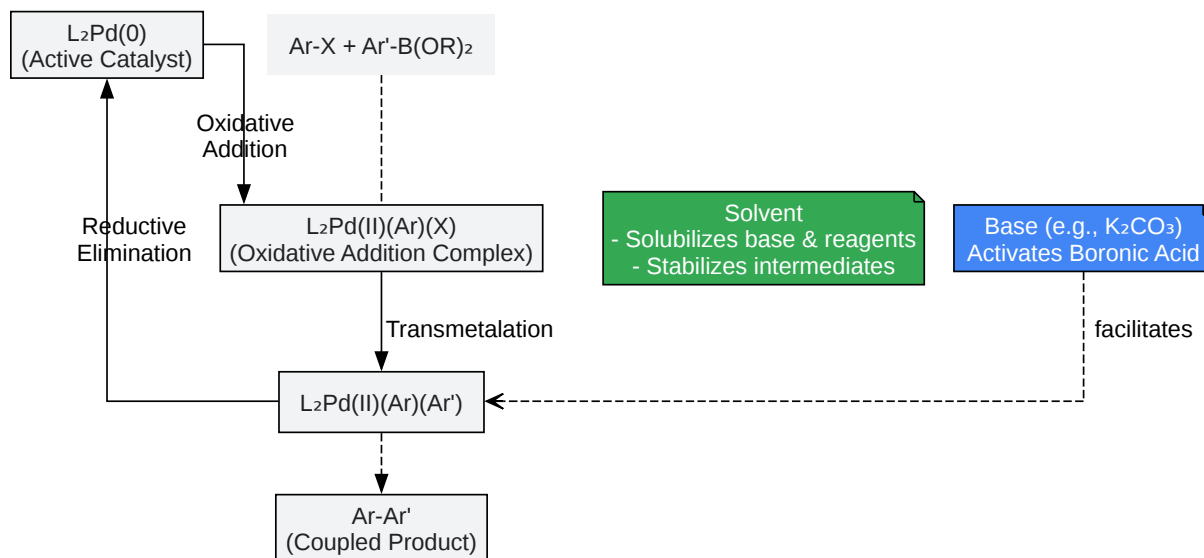 L₂Pd(0)
(Active Catalyst)
Ar-X + Ar'-B(OR)₂
Oxidative
Addition
L₂Pd(II)(Ar)(X)
(Oxidative Addition Complex)
Solvent
- Solubilizes base & reagents
- Stabilizes intermediates
Base (e.g., K₂CO₃)
Activates Boronic Acid
Reductive
Elimination
Transmetalation
facilitates
L₂Pd(II)(Ar)(Ar')
Ar-Ar'
(Coupled Product)